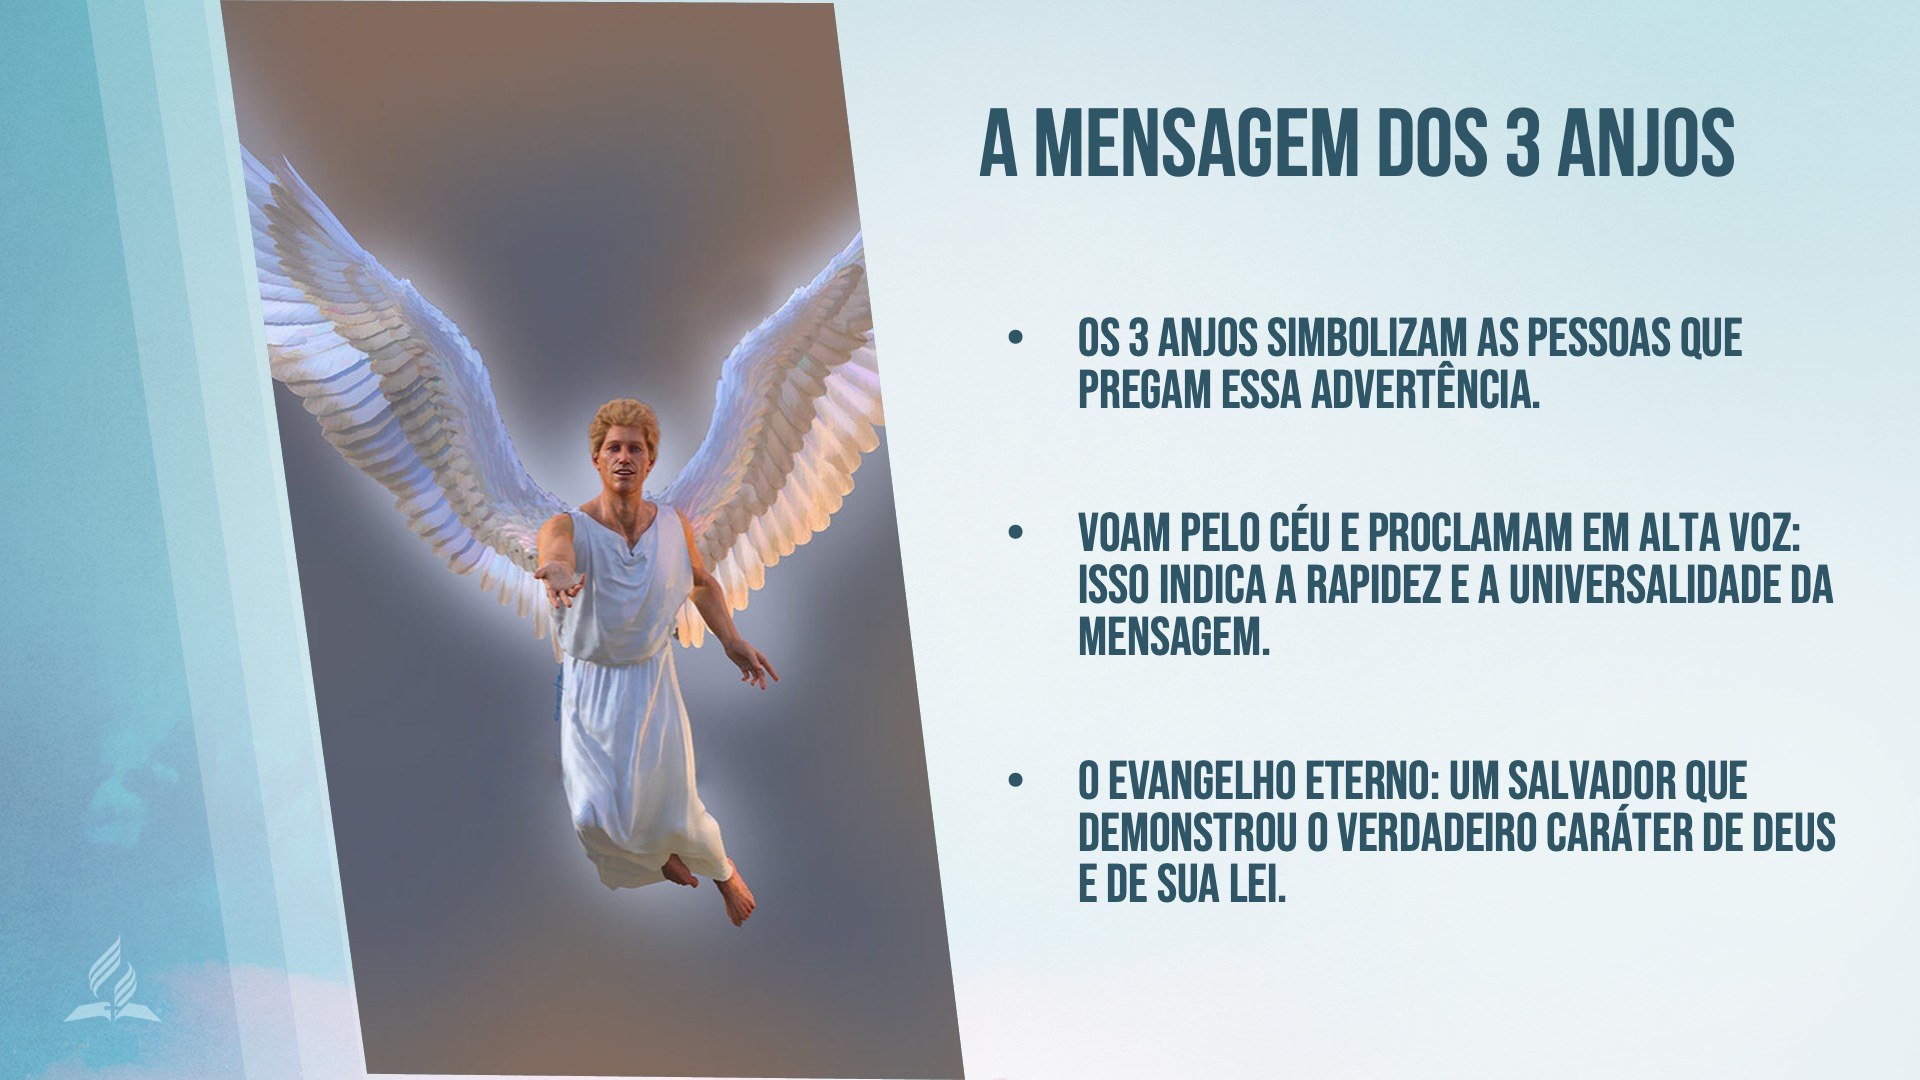 A MENSAGEM DOS 3 ANJOS
• OS 3 ANJOS SIMBOLIZAM AS PESSOAS QUE
PREGAM ESSA ADVERTÊNCIA.
• VOAM PELO CÉU E PROCLAMAM EM ALTA VOZ:
ISSO INDICA A RAPIDEZ E A UNIVERSALIDADE DA
MENSAGEM.
• O EVANGELHO ETERNO: UM SALVADOR QUE
DEMONSTROU O VERDADEIRO CARÁTER DE DEUS
E DE SUA LEI.